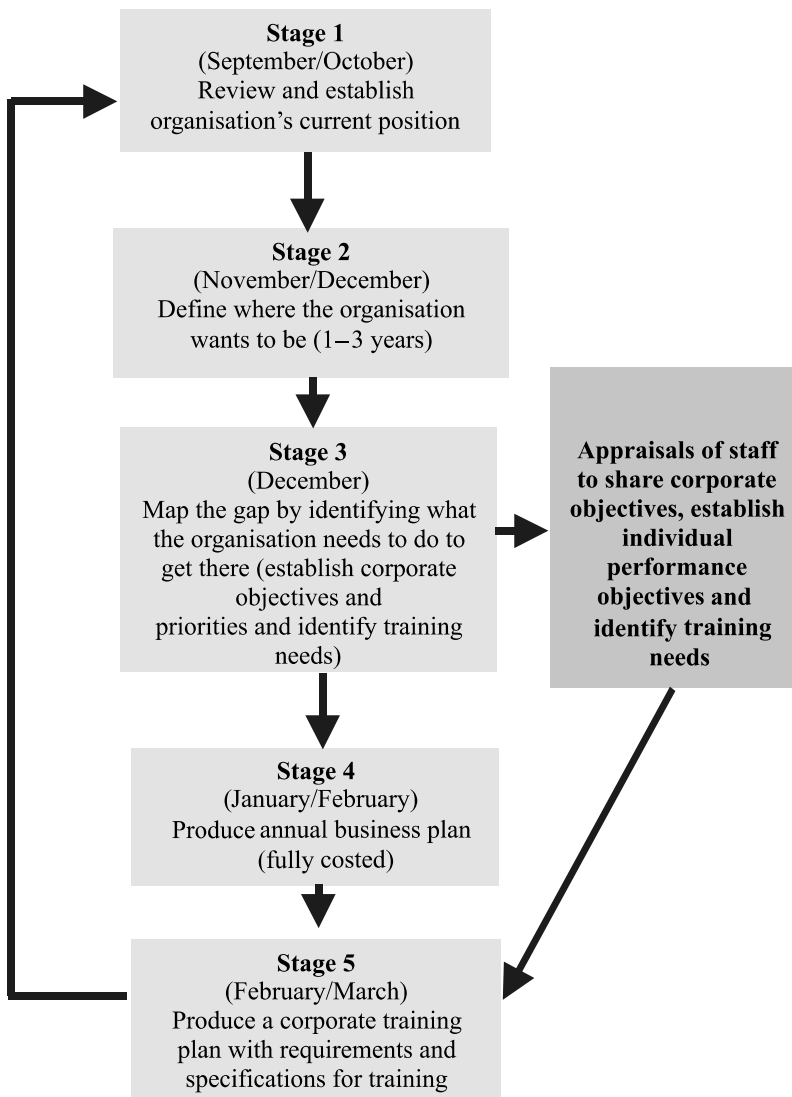 Stage 1
(September/October)
Review and establish
organisation’s current position
Stage 2
(November/December)
Define where the organisation
wants to be (1–3 years)
Stage 3
(December)
Map the gap by identifying what
the organisation needs to do to
get there (establish corporate
objectives and
priorities and identify training
needs)
Appraisals of staff
to share corporate
objectives, establish
individual
performance
objectives and
identify training
needs
Stage 4
(January/February)
Produce annual business plan
(fully costed)
Stage 5
(February/March)
Produce a corporate training
plan with requirements and
specifications for training